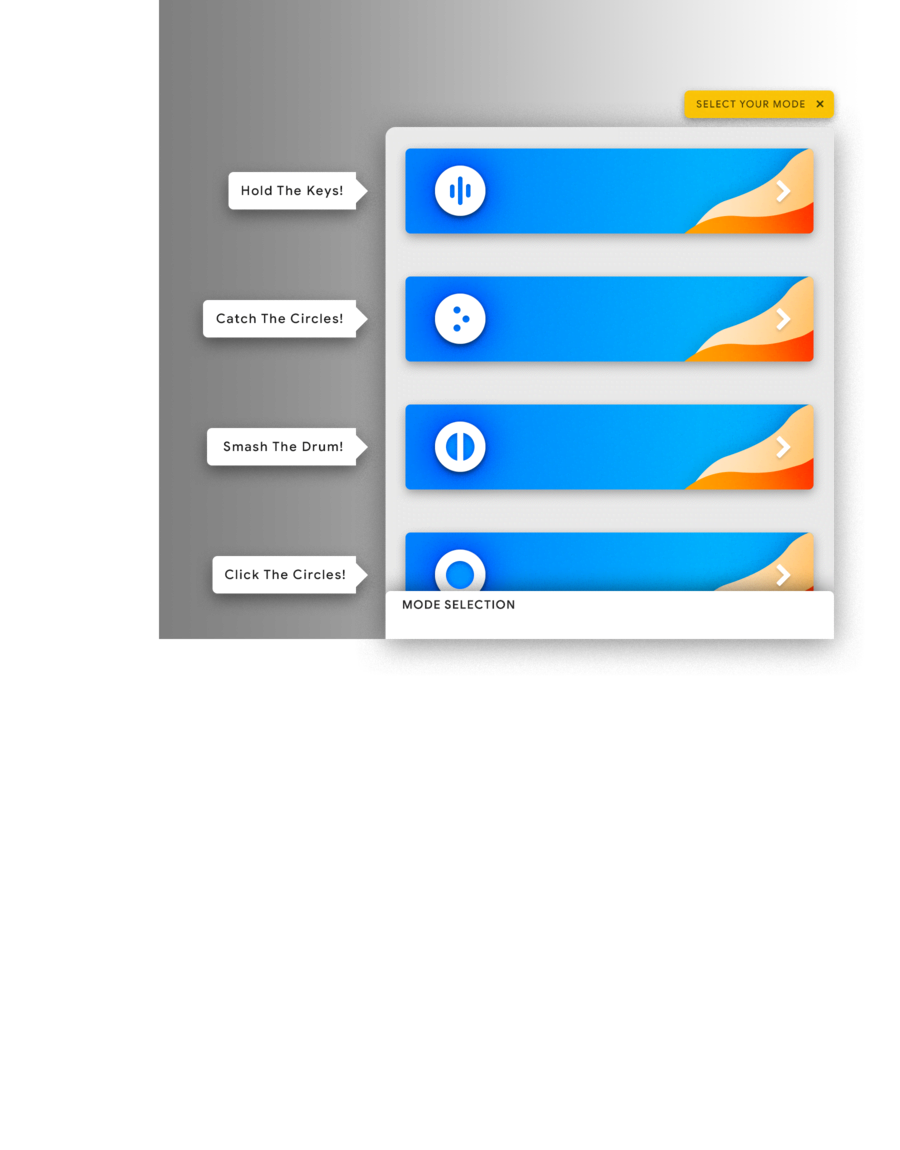 SELECT YOUR MODE ✕
Hold The Keys!
Catch The Circles!
Smash The Drum!
Click The Circles!
MODE SELECTION